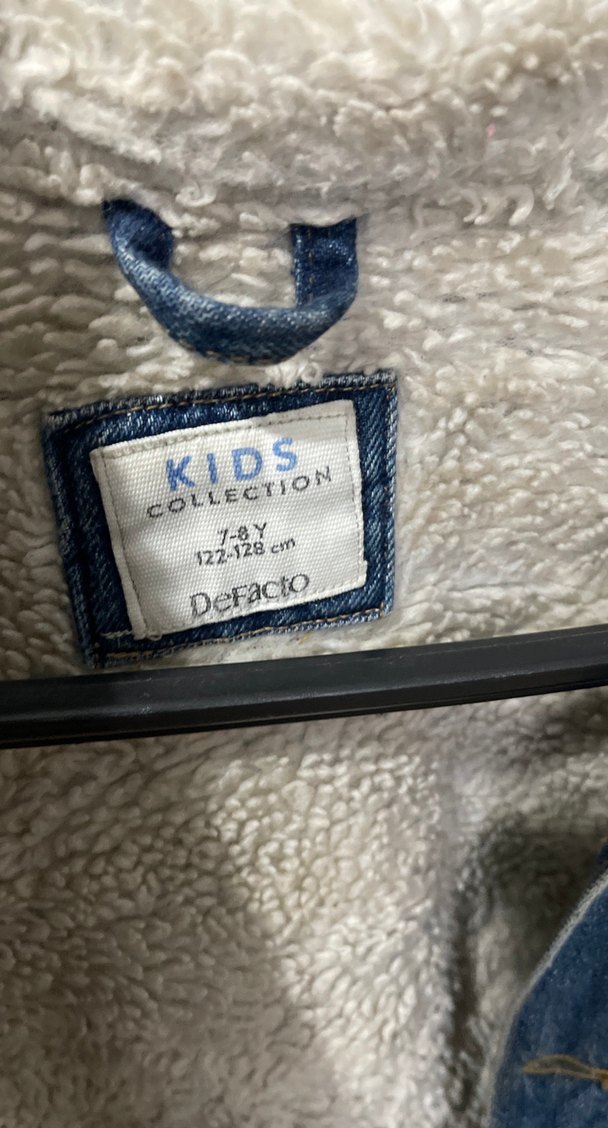 KIDS
COLLECTION
7-8 Y
122-128 cm
DeFacto